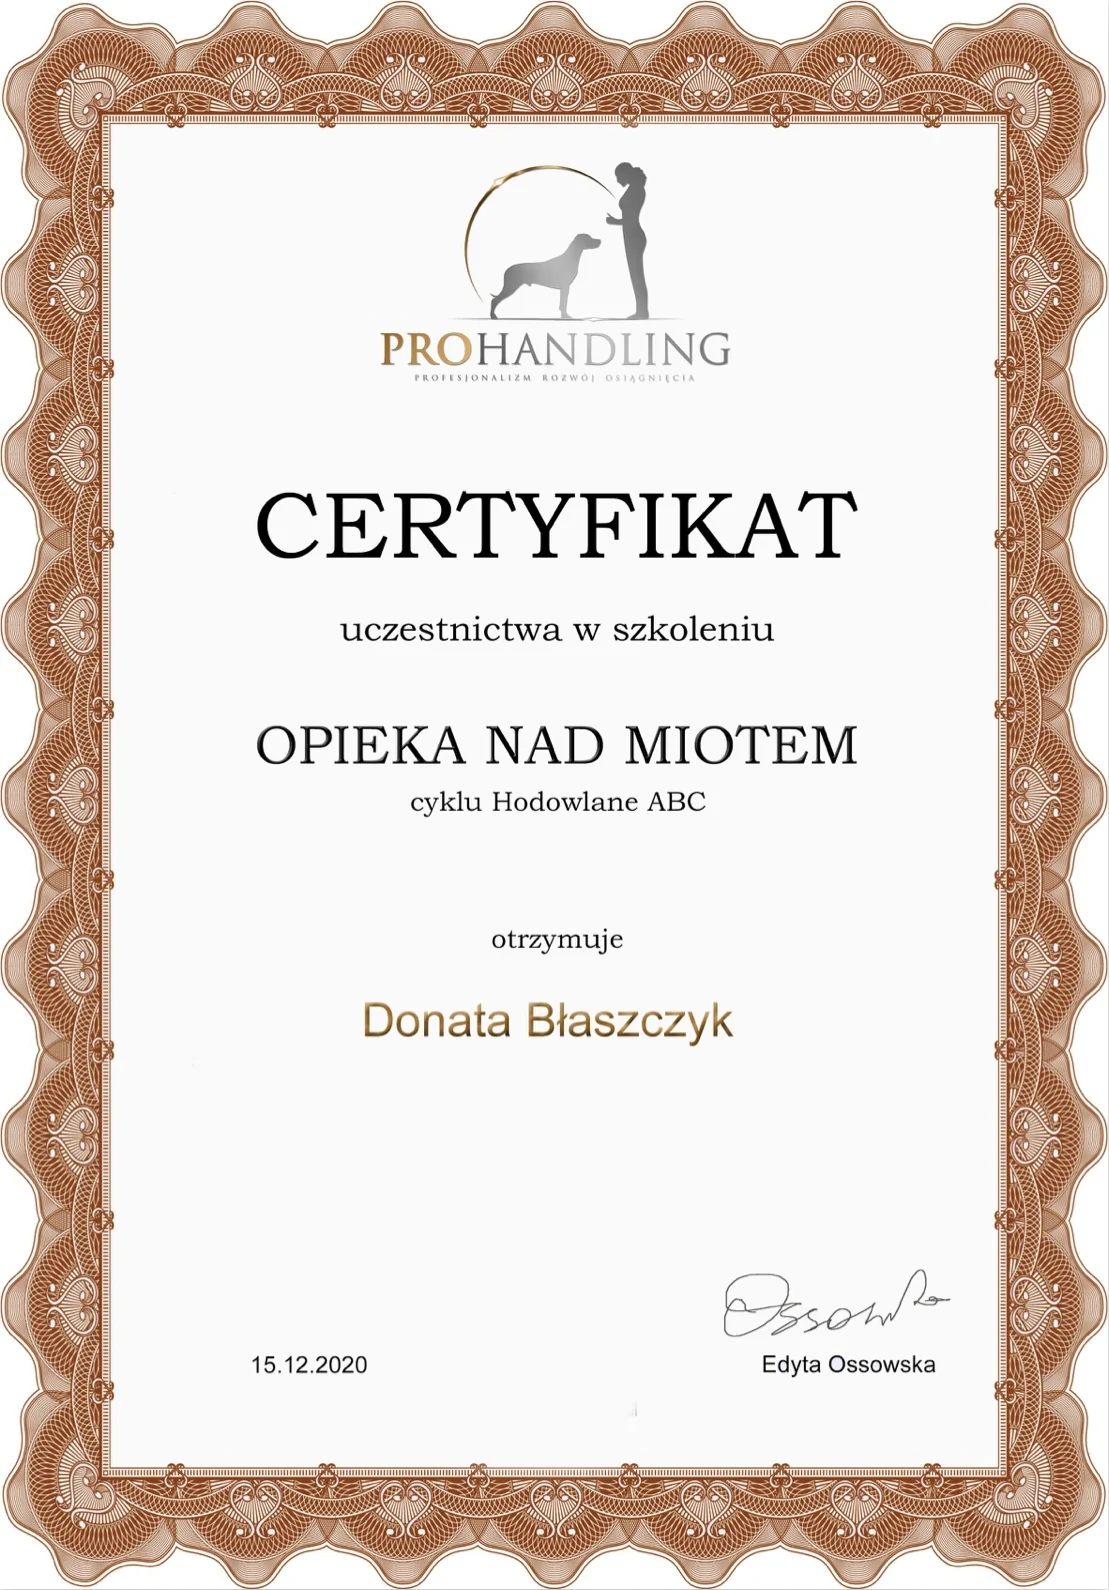 PROHANDLING
PROFESJONALIZM ROZWÓJ OSIĄGNIĘCIA
CERTYFIKAT
uczestnictwa w szkoleniu
OPIEKA NAD MIOTEM
cyklu Hodowlane ABC
otrzymuje
Donata Błaszczyk
Ossowska
15.12.2020
Edyta Ossowska